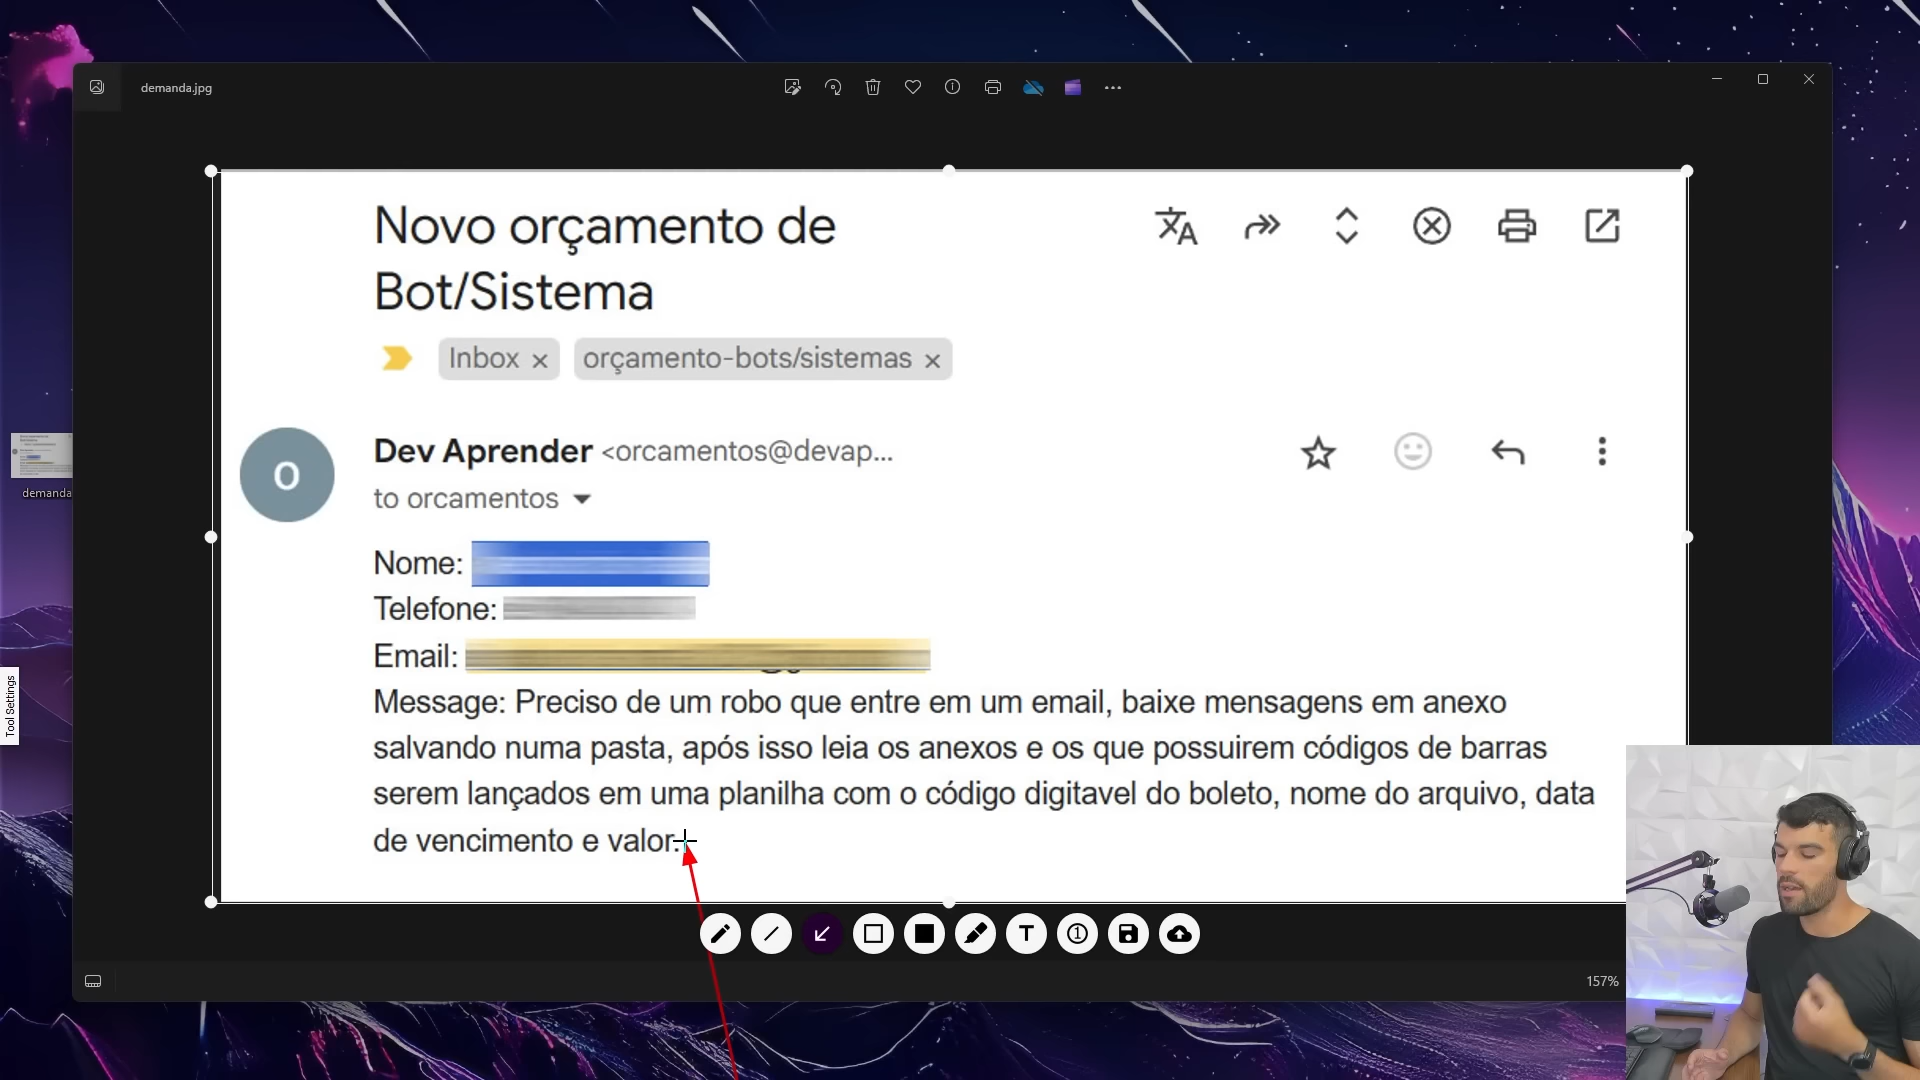 demanda.jpg
Novo orçamento de
Bot/Sistema
Inbox ×
orçamento-bots/sistemas ×
O
Dev Aprender <orcamentos@devap...
to orcamentos
Nome:
Telefone:
Email:
Message: Preciso de um robo que entre em um email, baixe mensagens em anexo
salvando numa pasta, após isso leia os anexos e os que possuirem códigos de barras
serem lançados em uma planilha com o código digitavel do boleto, nome do arquivo, data
de vencimento e valor.
demanda
Tool Settings
T
1
157%